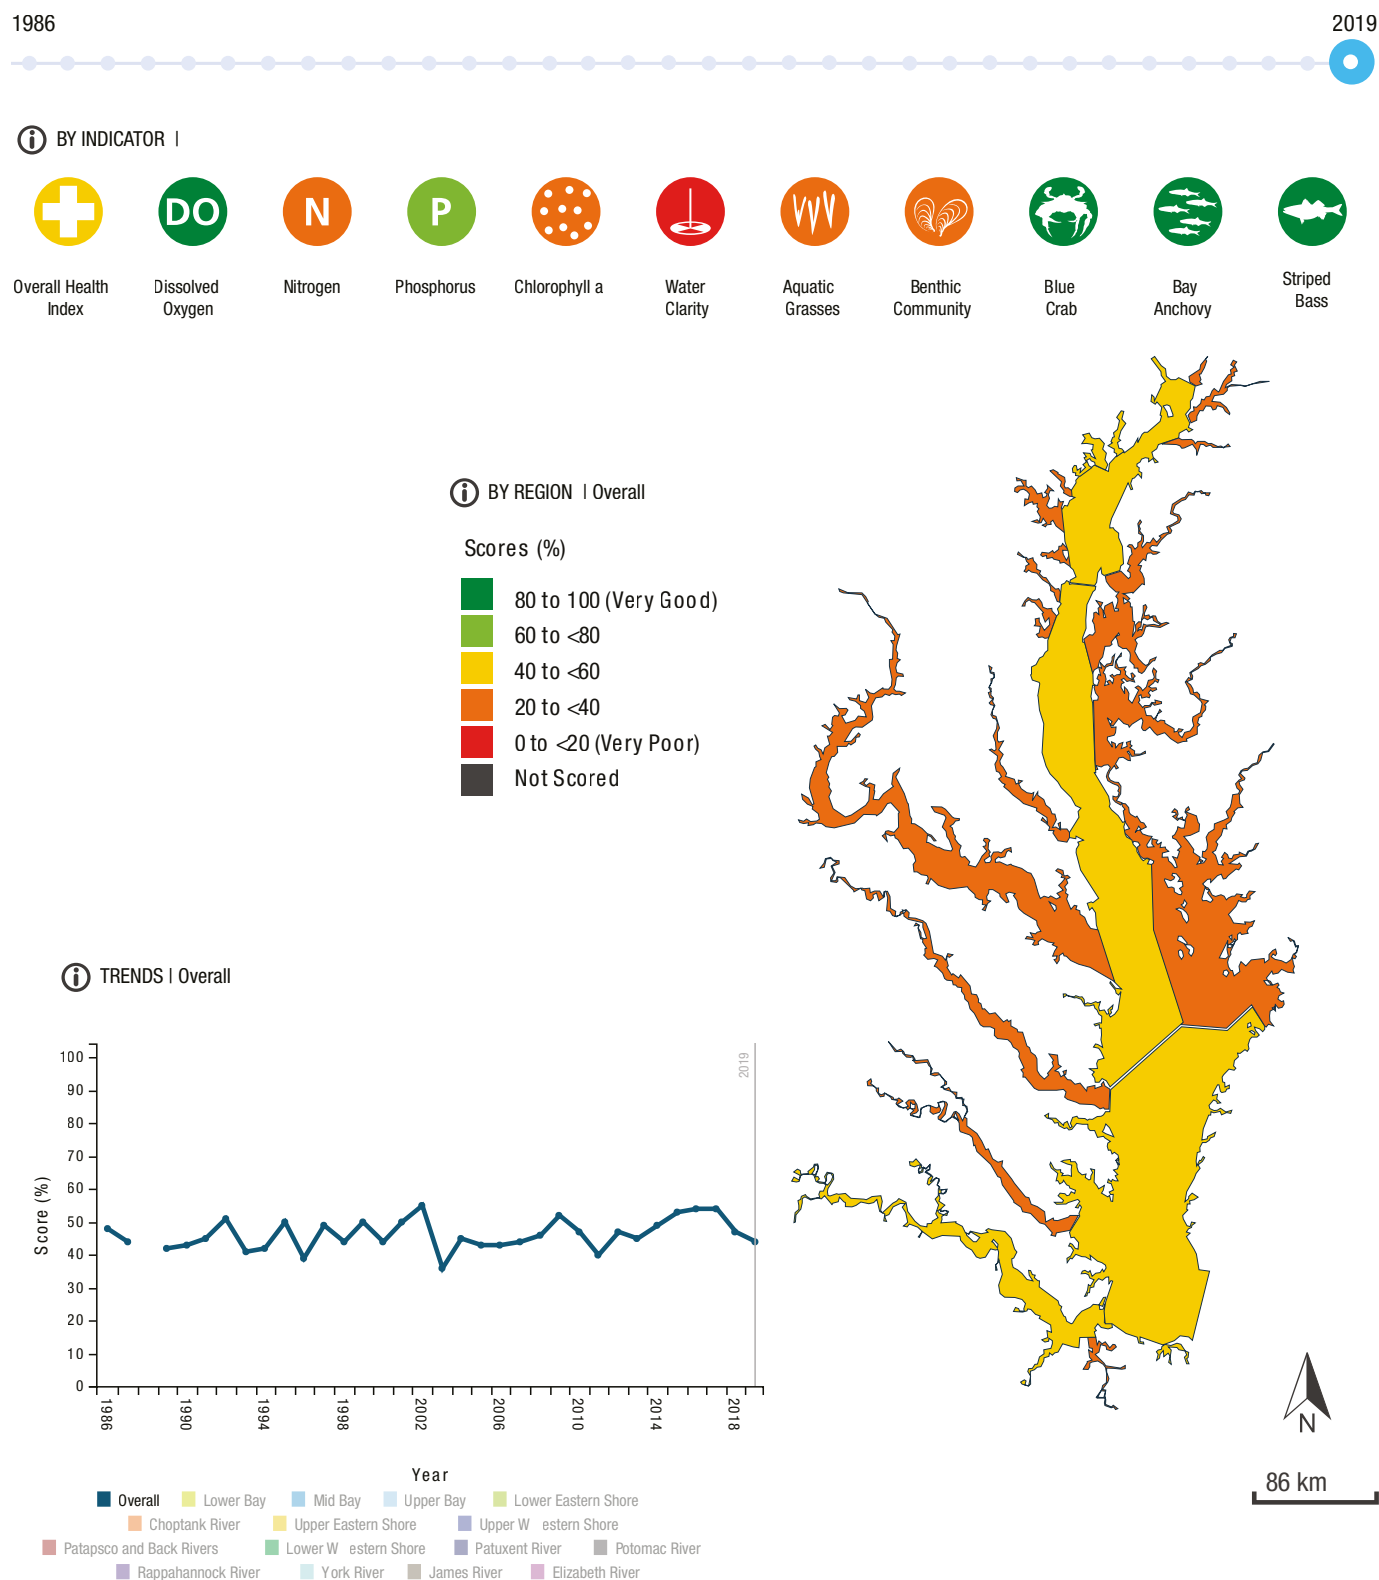 1986
2019
BY INDICATOR |
DO
N
P
Overall Health
Index
Dissolved
Oxygen
Nitrogen
Phosphorus
Chlorophyll a
Water
Clarity
Aquatic
Grasses
Benthic
Community
Blue
Crab
Bay
Anchovy
Striped
Bass
BY REGION | Overall
Scores (%)
80 to 100 (Very Good)
60 to <80
40 to <60
20 to <40
0 to <20 (Very Poor)
Not Scored
TRENDS | Overall
2019
Score (%)
100
90
80
70
60
50
40
30
20
10
0
1986
1990
1994
1998
2002
2006
2010
2014
2018
Year
N
86 km
Overall Lower Bay Mid Bay Upper Bay Lower Eastern Shore
Choptank River Upper Eastern Shore Upper W estern Shore
Patapsco and Back Rivers Lower W estern Shore Patuxent River Potomac River
Rappahannock River York River James River Elizabeth River